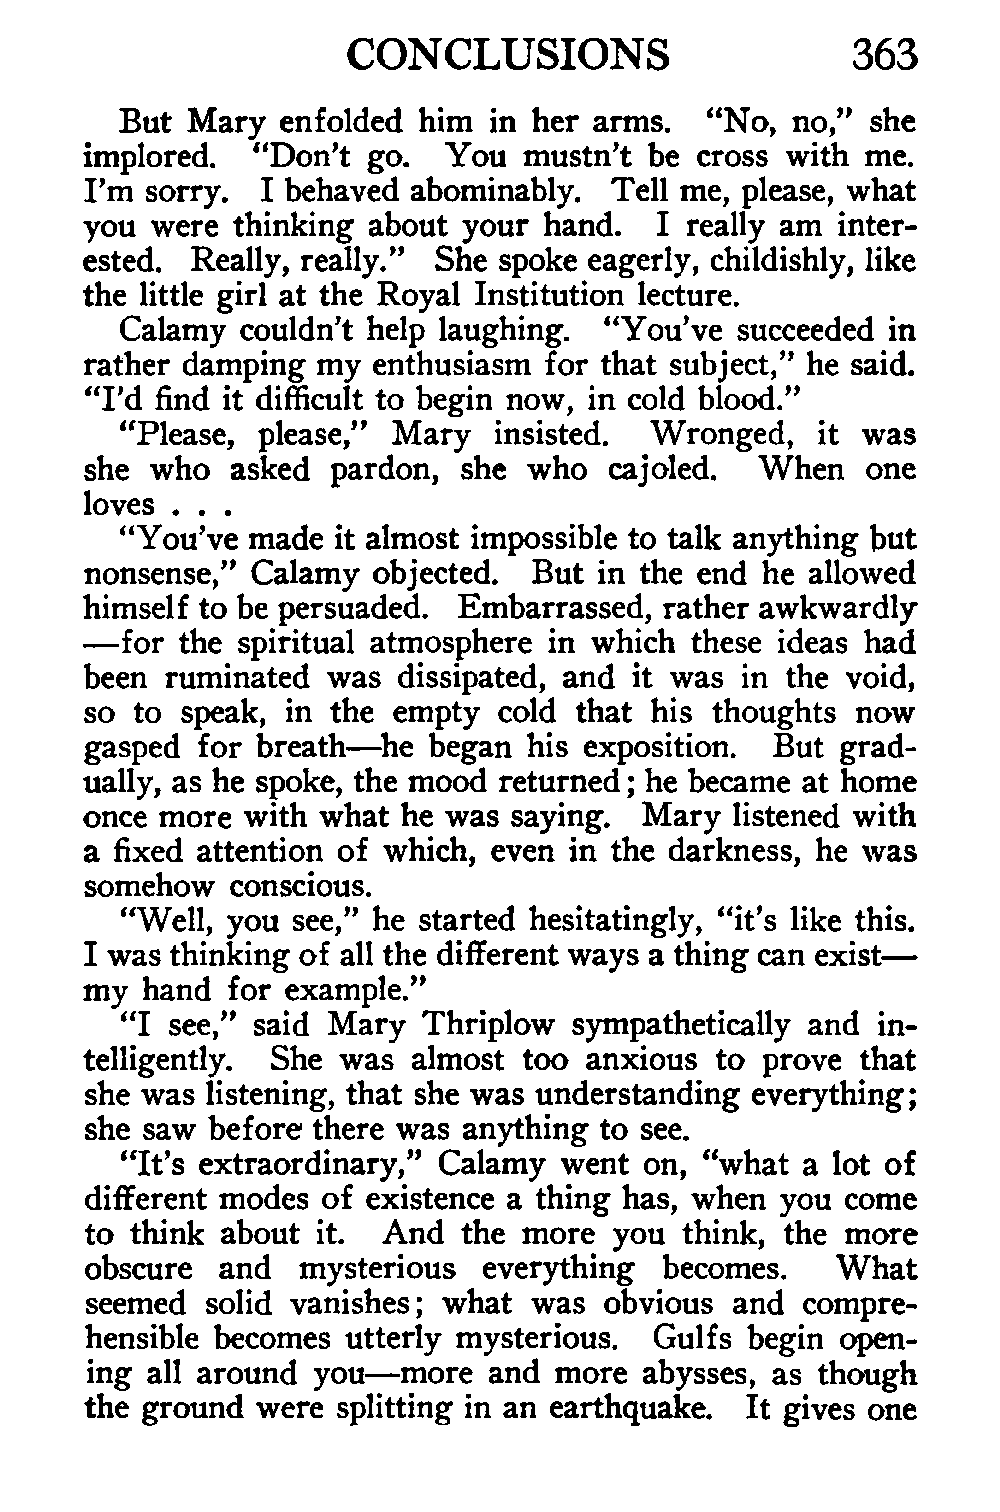 CONCLUSIONS 363
But Mary enfolded him in her arms. “No, no,” she
implored. “Don’t go. You mustn’t be cross with me.
I’m sorry. I behaved abominably. Tell me, please, what
you were thinking about your hand. I really am inter-
ested. Really, really.” She spoke eagerly, childishly, like
the little girl at the Royal Institution lecture.
Calamy couldn’t help laughing. “You’ve succeeded in
rather damping my enthusiasm for that subject,” he said.
“I’d find it difficult to begin now, in cold blood.”
“Please, please,” Mary insisted. Wronged, it was
she who asked pardon, she who cajoled. When one
loves . . .
“You’ve made it almost impossible to talk anything but
nonsense,” Calamy objected. But in the end he allowed
himself to be persuaded. Embarrassed, rather awkwardly
—for the spiritual atmosphere in which these ideas had
been ruminated was dissipated, and it was in the void,
so to speak, in the empty cold that his thoughts now
gasped for breath—he began his exposition. But grad-
ually, as he spoke, the mood returned; he became at home
once more with what he was saying. Mary listened with
a fixed attention of which, even in the darkness, he was
somehow conscious.
“Well, you see,” he started hesitatingly, “it’s like this.
I was thinking of all the different ways a thing can exist—
my hand for example.”
“I see,” said Mary Thriplow sympathetically and in-
telligently. She was almost too anxious to prove that
she was listening, that she was understanding everything;
she saw before there was anything to see.
“It’s extraordinary,” Calamy went on, “what a lot of
different modes of existence a thing has, when you come
to think about it. And the more you think, the more
obscure and mysterious everything becomes. What
seemed solid vanishes; what was obvious and compre-
hensible becomes utterly mysterious. Gulfs begin open-
ing all around you—more and more abysses, as though
the ground were splitting in an earthquake. It gives one